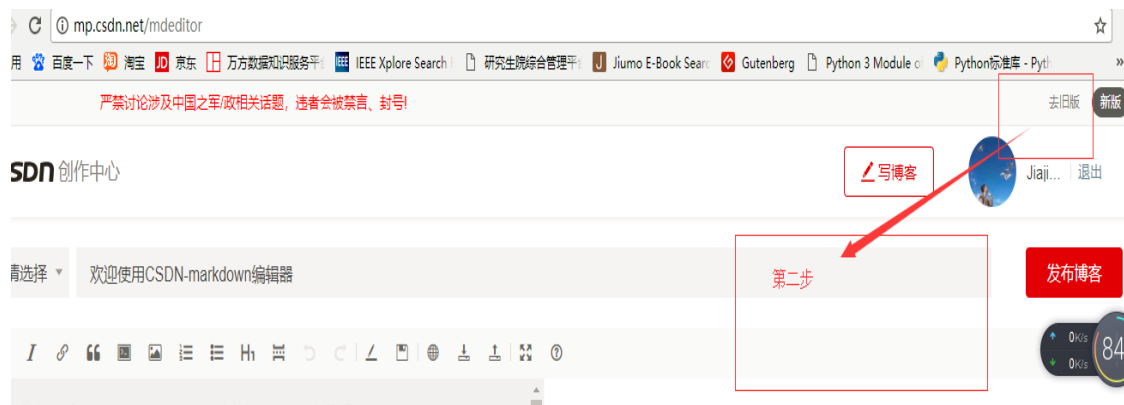 mp.csdn.net/mdeditor
用 百度一下 淘宝 JD 京东 万方数据知识服务平 IEEE IEEE Xplore Search 研究生院综合管理平 J Jiumo E-Book Searc Gutenberg Python 3 Module o Python标准库 - Pyth »
严禁讨论涉及中国之军/政相关话题，违者会被禁言、封号!
去旧版 新版
SDN 创作中心
写博客
Jiaji... 退出
请选择 欢迎使用CSDN-markdown编辑器
第二步
发布博客
I H1
0K/s
0K/s
84